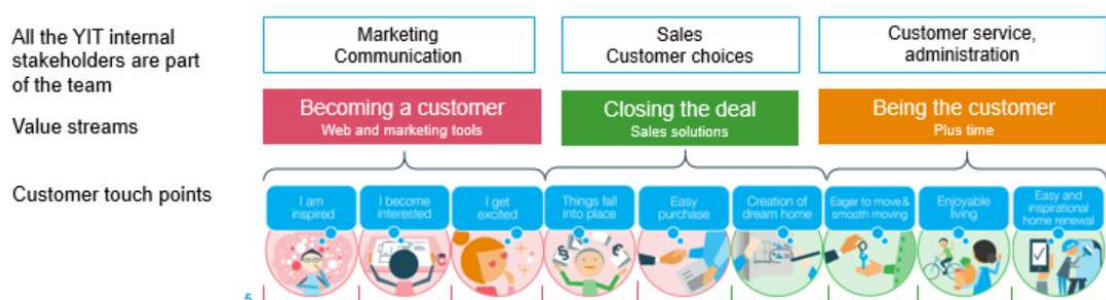 All the YIT internal
stakeholders are part
of the team
Marketing
Communication
Sales
Customer choices
Customer service,
administration
Value streams
Becoming a customer
Web and marketing tools
Closing the deal
Sales solutions
Being the customer
Plus time
Customer touch points
I am
inspired
I become
interested
I get
excited
Things fall
into place
Easy
purchase
Creation of
dream home
Eager to move &
smooth moving
Enjoyable
living
Easy and
inspirational
home renewal
§
€
5